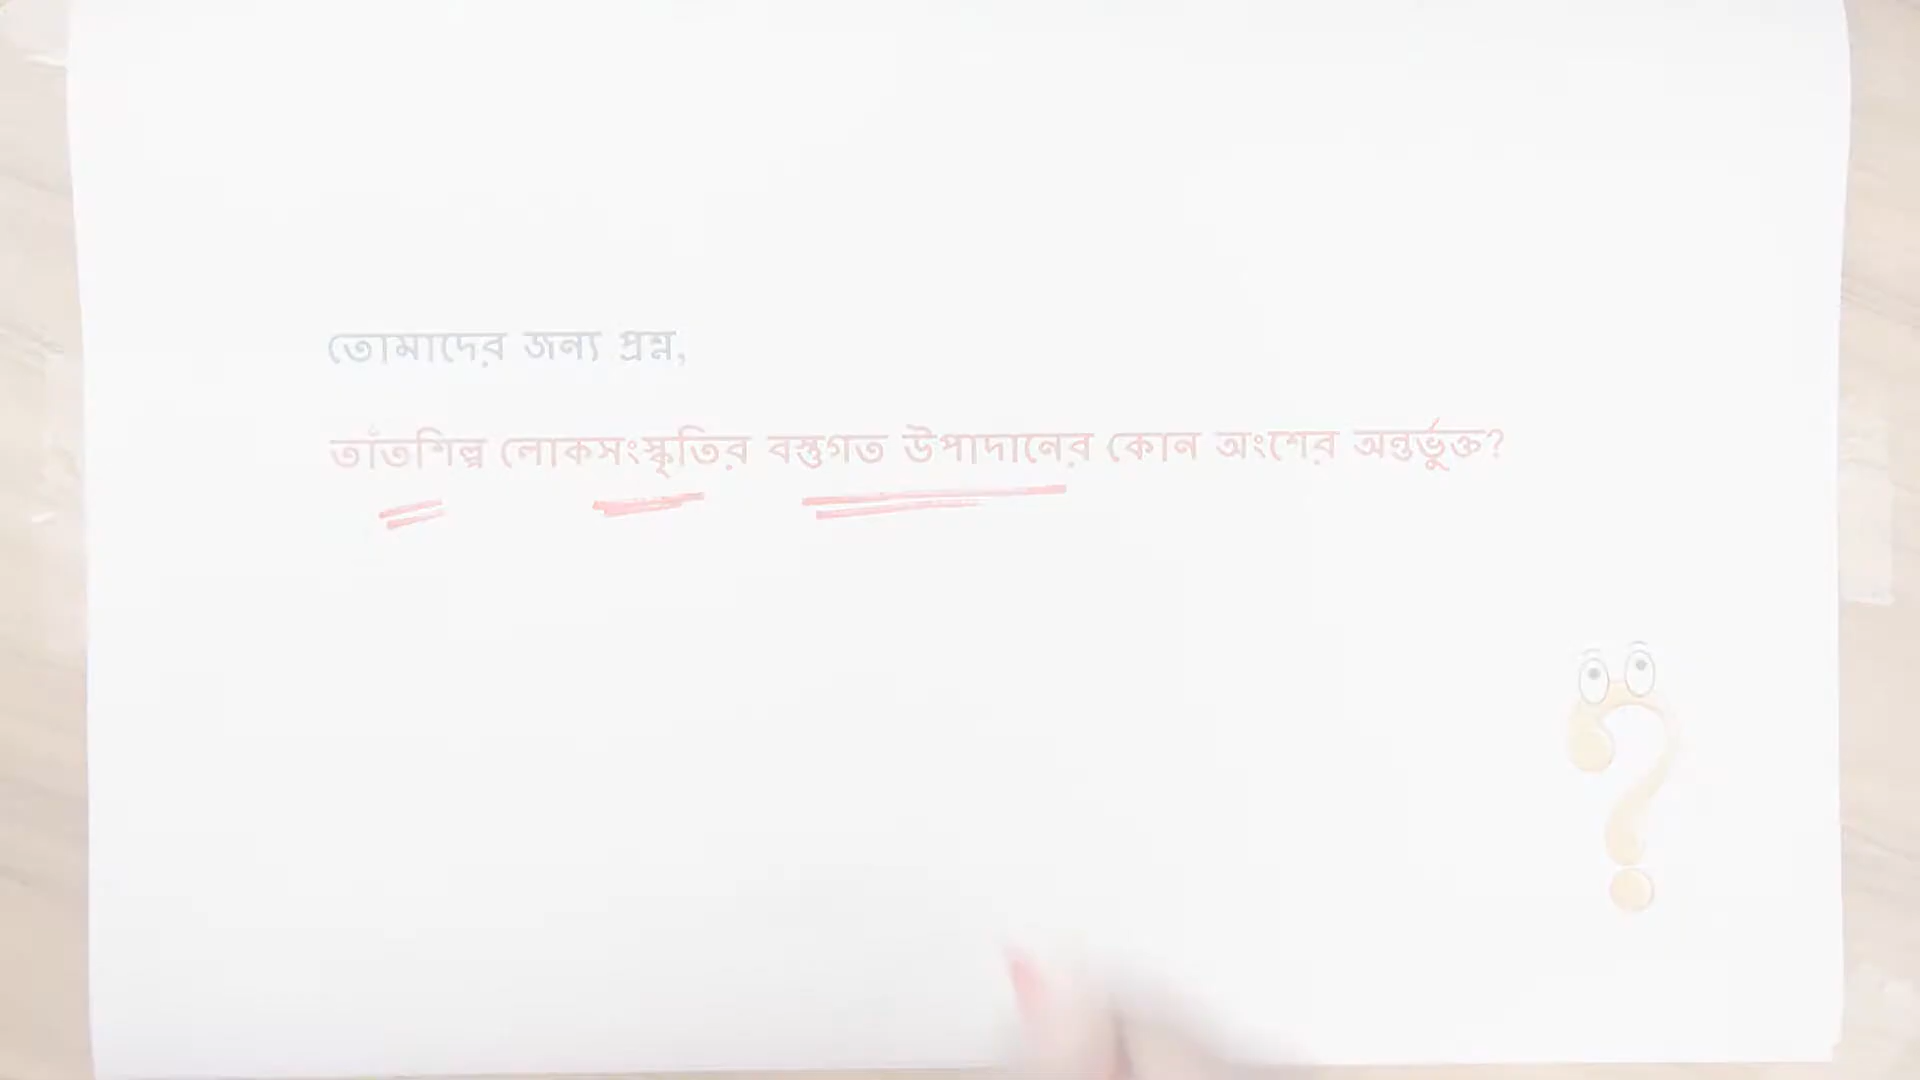 তোমাদের জন্য প্রশ্ন,
তাঁতশিল্প লোকসংস্কৃতির বস্তুগত উপাদানের কোন অংশের অন্তর্ভুক্ত?